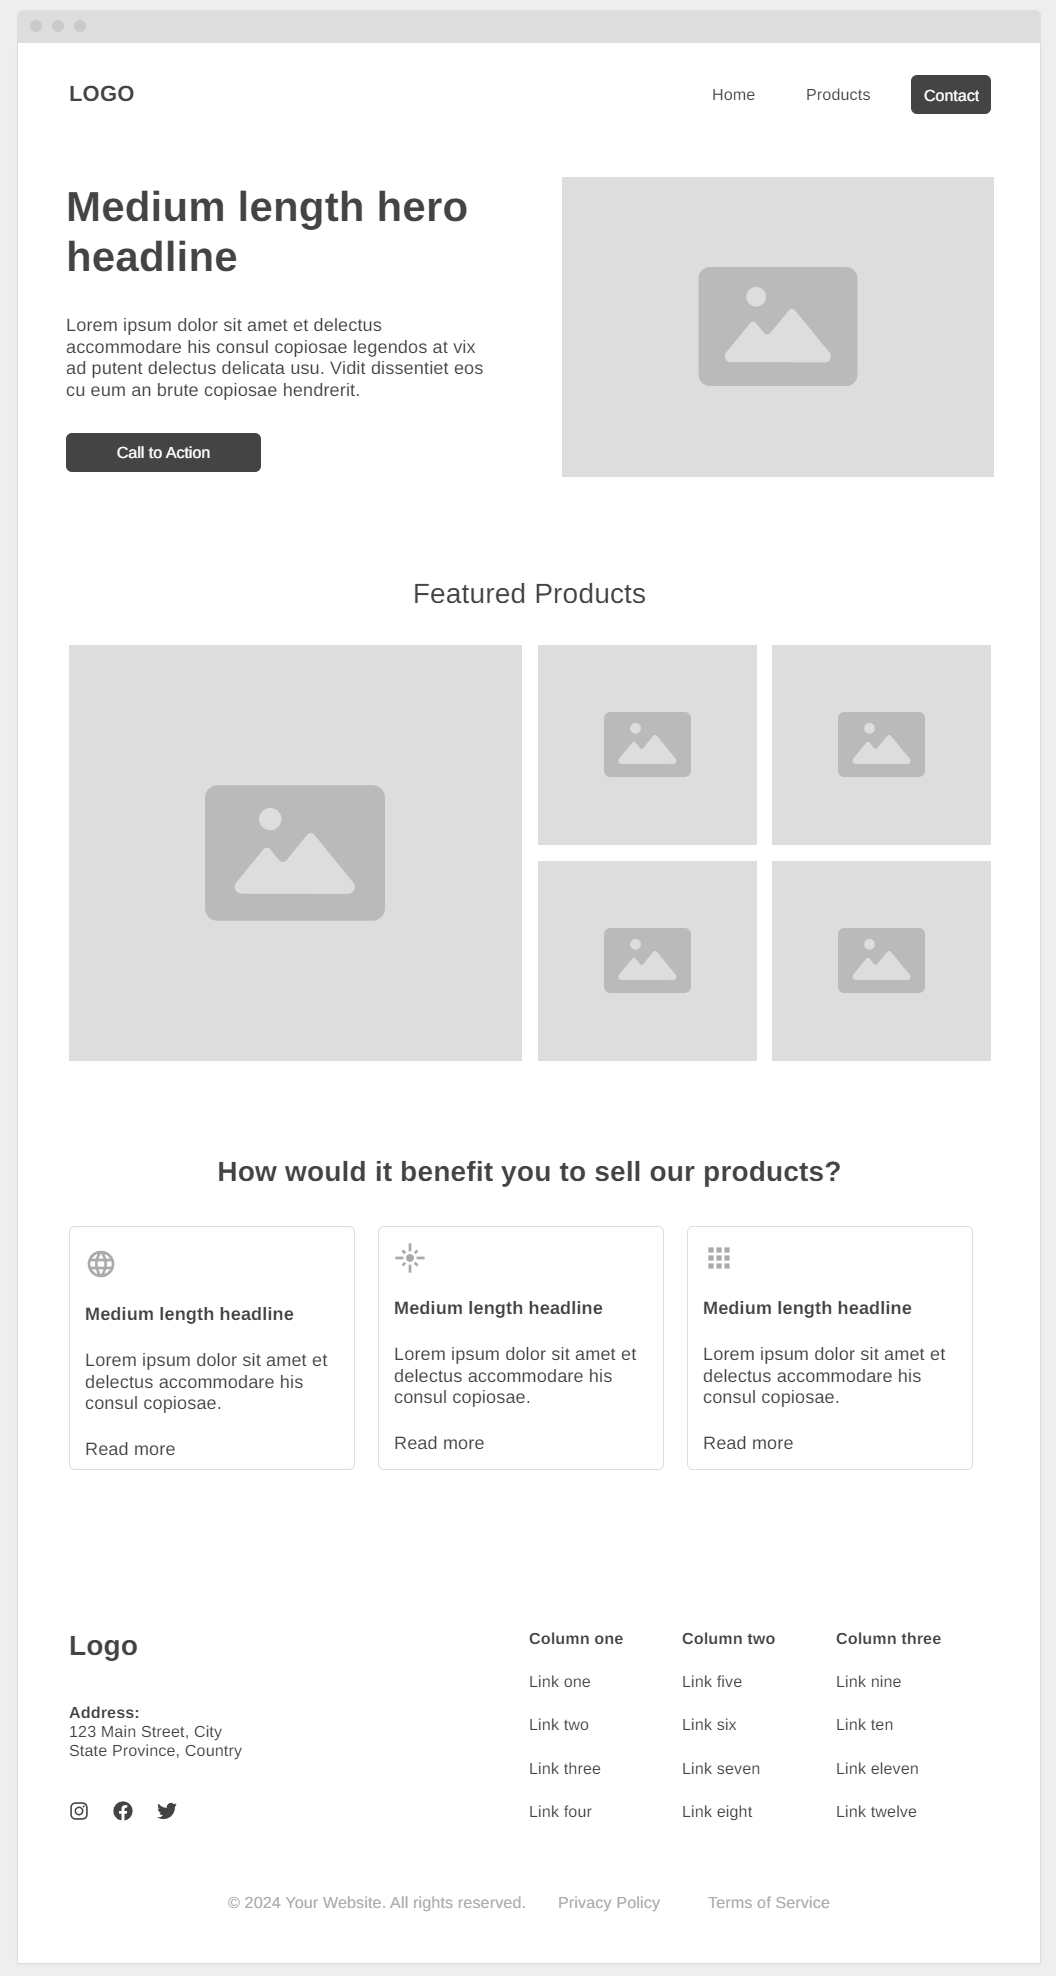 LOGO
Home
Products
Contact
Medium length hero
headline
Lorem ipsum dolor sit amet et delectus
accommodare his consul copiosae legendos at vix
ad putent delectus delicata usu. Vidit dissentiet eos
cu eum an brute copiosae hendrerit.
Call to Action
Featured Products
How would it benefit you to sell our products?
Medium length headline
Lorem ipsum dolor sit amet et
delectus accommodare his
consul copiosae.
Read more
Medium length headline
Lorem ipsum dolor sit amet et
delectus accommodare his
consul copiosae.
Read more
Medium length headline
Lorem ipsum dolor sit amet et
delectus accommodare his
consul copiosae.
Read more
Logo
Address:
123 Main Street, City
State Province, Country
Column one
Link one
Link two
Link three
Link four
Column two
Link five
Link six
Link seven
Link eight
Column three
Link nine
Link ten
Link eleven
Link twelve
© 2024 Your Website. All rights reserved.
Privacy Policy
Terms of Service